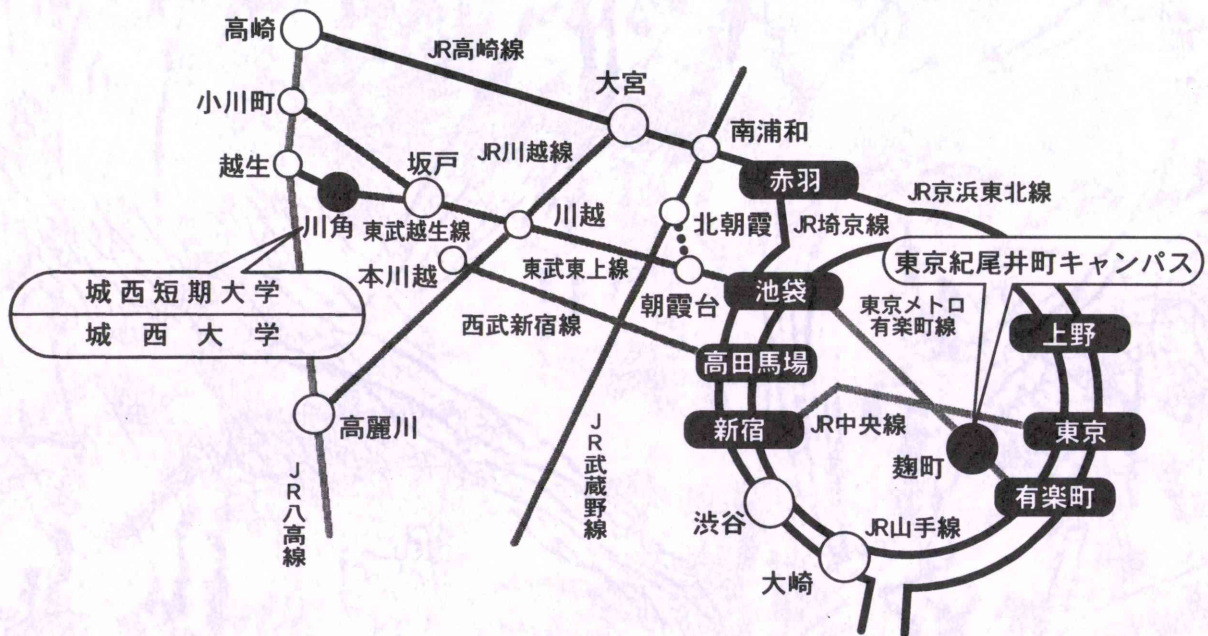 高崎
JR高崎線
大宮
小川町
南浦和
越生
坂戸
JR川越線
赤羽
JR京浜東北線
川角
東武越生線
川越
北朝霞
JR埼京線
東京紀尾井町キャンパス
本川越
東武東上線
朝霞台
池袋
東京メトロ
有楽町線
城西短期大学
城西大学
西武新宿線
上野
高田馬場
高麗川
新宿
JR中央線
東京
麹町
JR八高線
JR武蔵野線
有楽町
渋谷
JR山手線
大崎